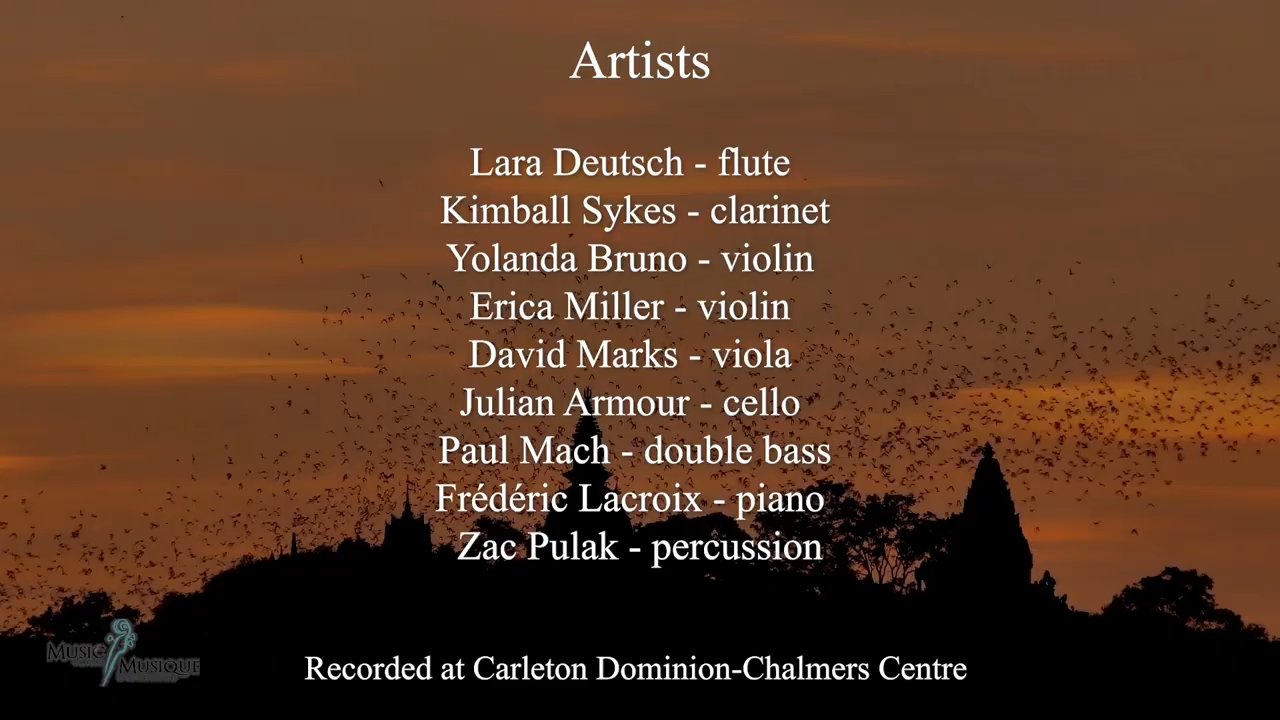 Artists
Lara Deutsch - flute
Kimball Sykes - clarinet
Yolanda Bruno - violin
Erica Miller - violin
David Marks - viola
Julian Armour - cello
Paul Mach - double bass
Frédéric Lacroix - piano
Zac Pulak - percussion
MUSIC
MUSIQUE
Recorded at Carleton Dominion-Chalmers Centre